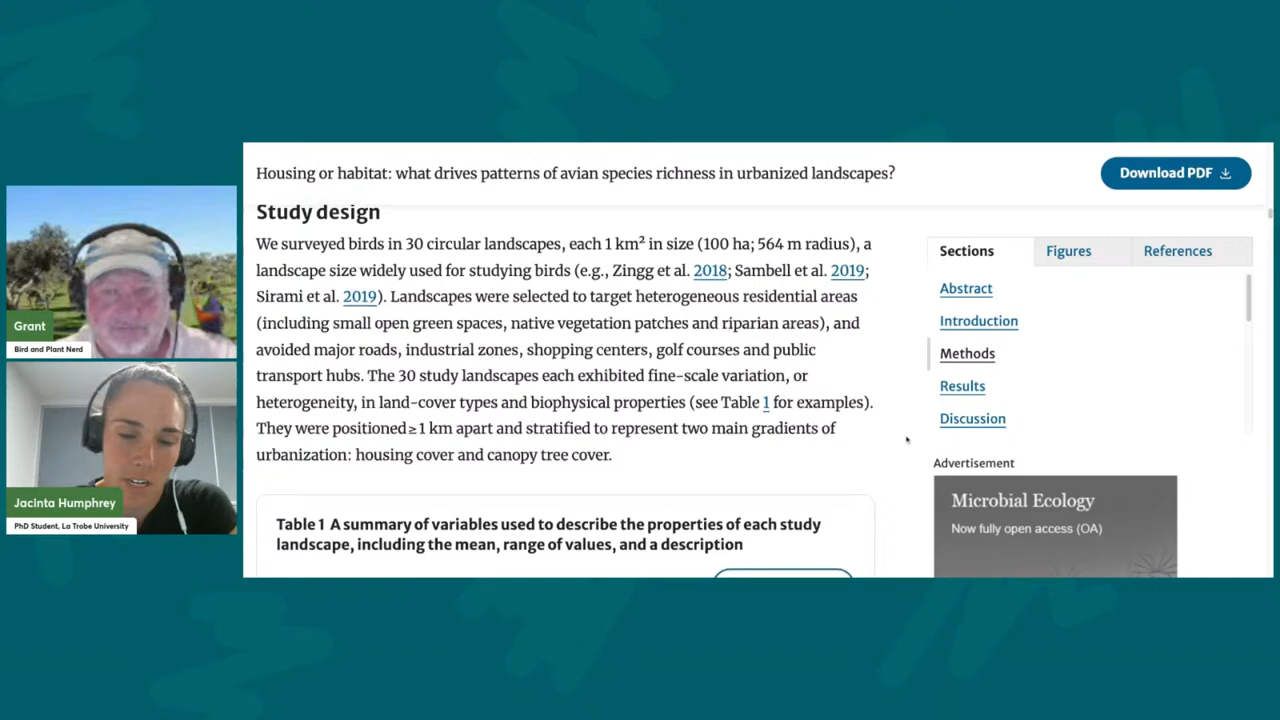 Housing or habitat: what drives patterns of avian species richness in urbanized landscapes?
Download PDF
Study design
We surveyed birds in 30 circular landscapes, each 1 km² in size (100 ha; 564 m radius), a
landscape size widely used for studying birds (e.g., Zingg et al. 2018; Sambell et al. 2019;
Sirami et al. 2019). Landscapes were selected to target heterogeneous residential areas
(including small open green spaces, native vegetation patches and riparian areas), and
avoided major roads, industrial zones, shopping centers, golf courses and public
transport hubs. The 30 study landscapes each exhibited fine-scale variation, or
heterogeneity, in land-cover types and biophysical properties (see Table 1 for examples).
They were positioned ≥ 1 km apart and stratified to represent two main gradients of
urbanization: housing cover and canopy tree cover.
Table 1 A summary of variables used to describe the properties of each study
landscape, including the mean, range of values, and a description
Sections
Figures
References
Abstract
Introduction
Methods
Results
Discussion
Advertisement
Microbial Ecology
Now fully open access (OA)
Grant
Bird and Plant Nerd
Jacinta Humphrey
PhD Student, La Trobe University